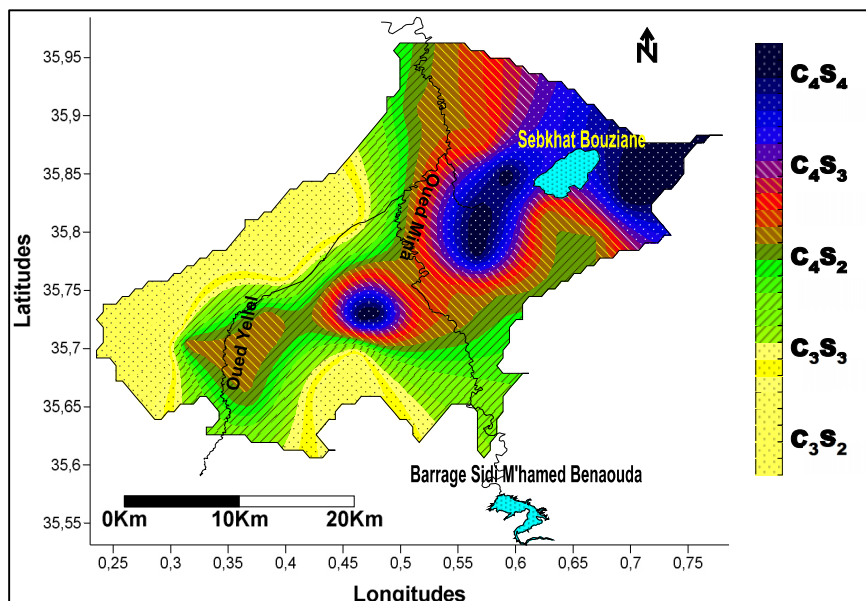 N
35,95
35,9
35,85
35,8
35,75
35,7
35,65
35,6
35,55
Latitudes
Sebkhat Bouziane
Oued Mina
Oued Yellel
Barrage Sidi M'hamed Benaouda
0Km 10Km 20Km
0,25 0,3 0,35 0,4 0,45 0,5 0,55 0,6 0,65 0,7 0,75
Longitudes
C₄S₄
C₄S₃
C₄S₂
C₃S₃
C₃S₂